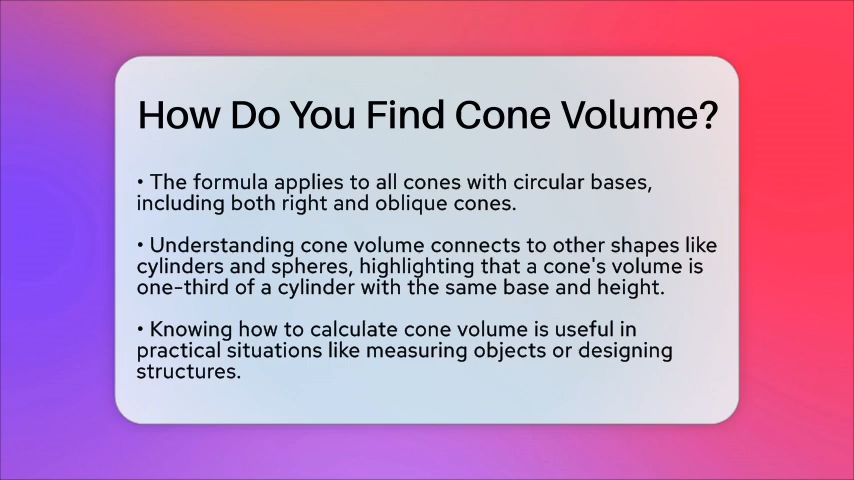 How Do You Find Cone Volume?
• The formula applies to all cones with circular bases,
including both right and oblique cones.
• Understanding cone volume connects to other shapes like
cylinders and spheres, highlighting that a cone's volume is
one-third of a cylinder with the same base and height.
• Knowing how to calculate cone volume is useful in
practical situations like measuring objects or designing
structures.